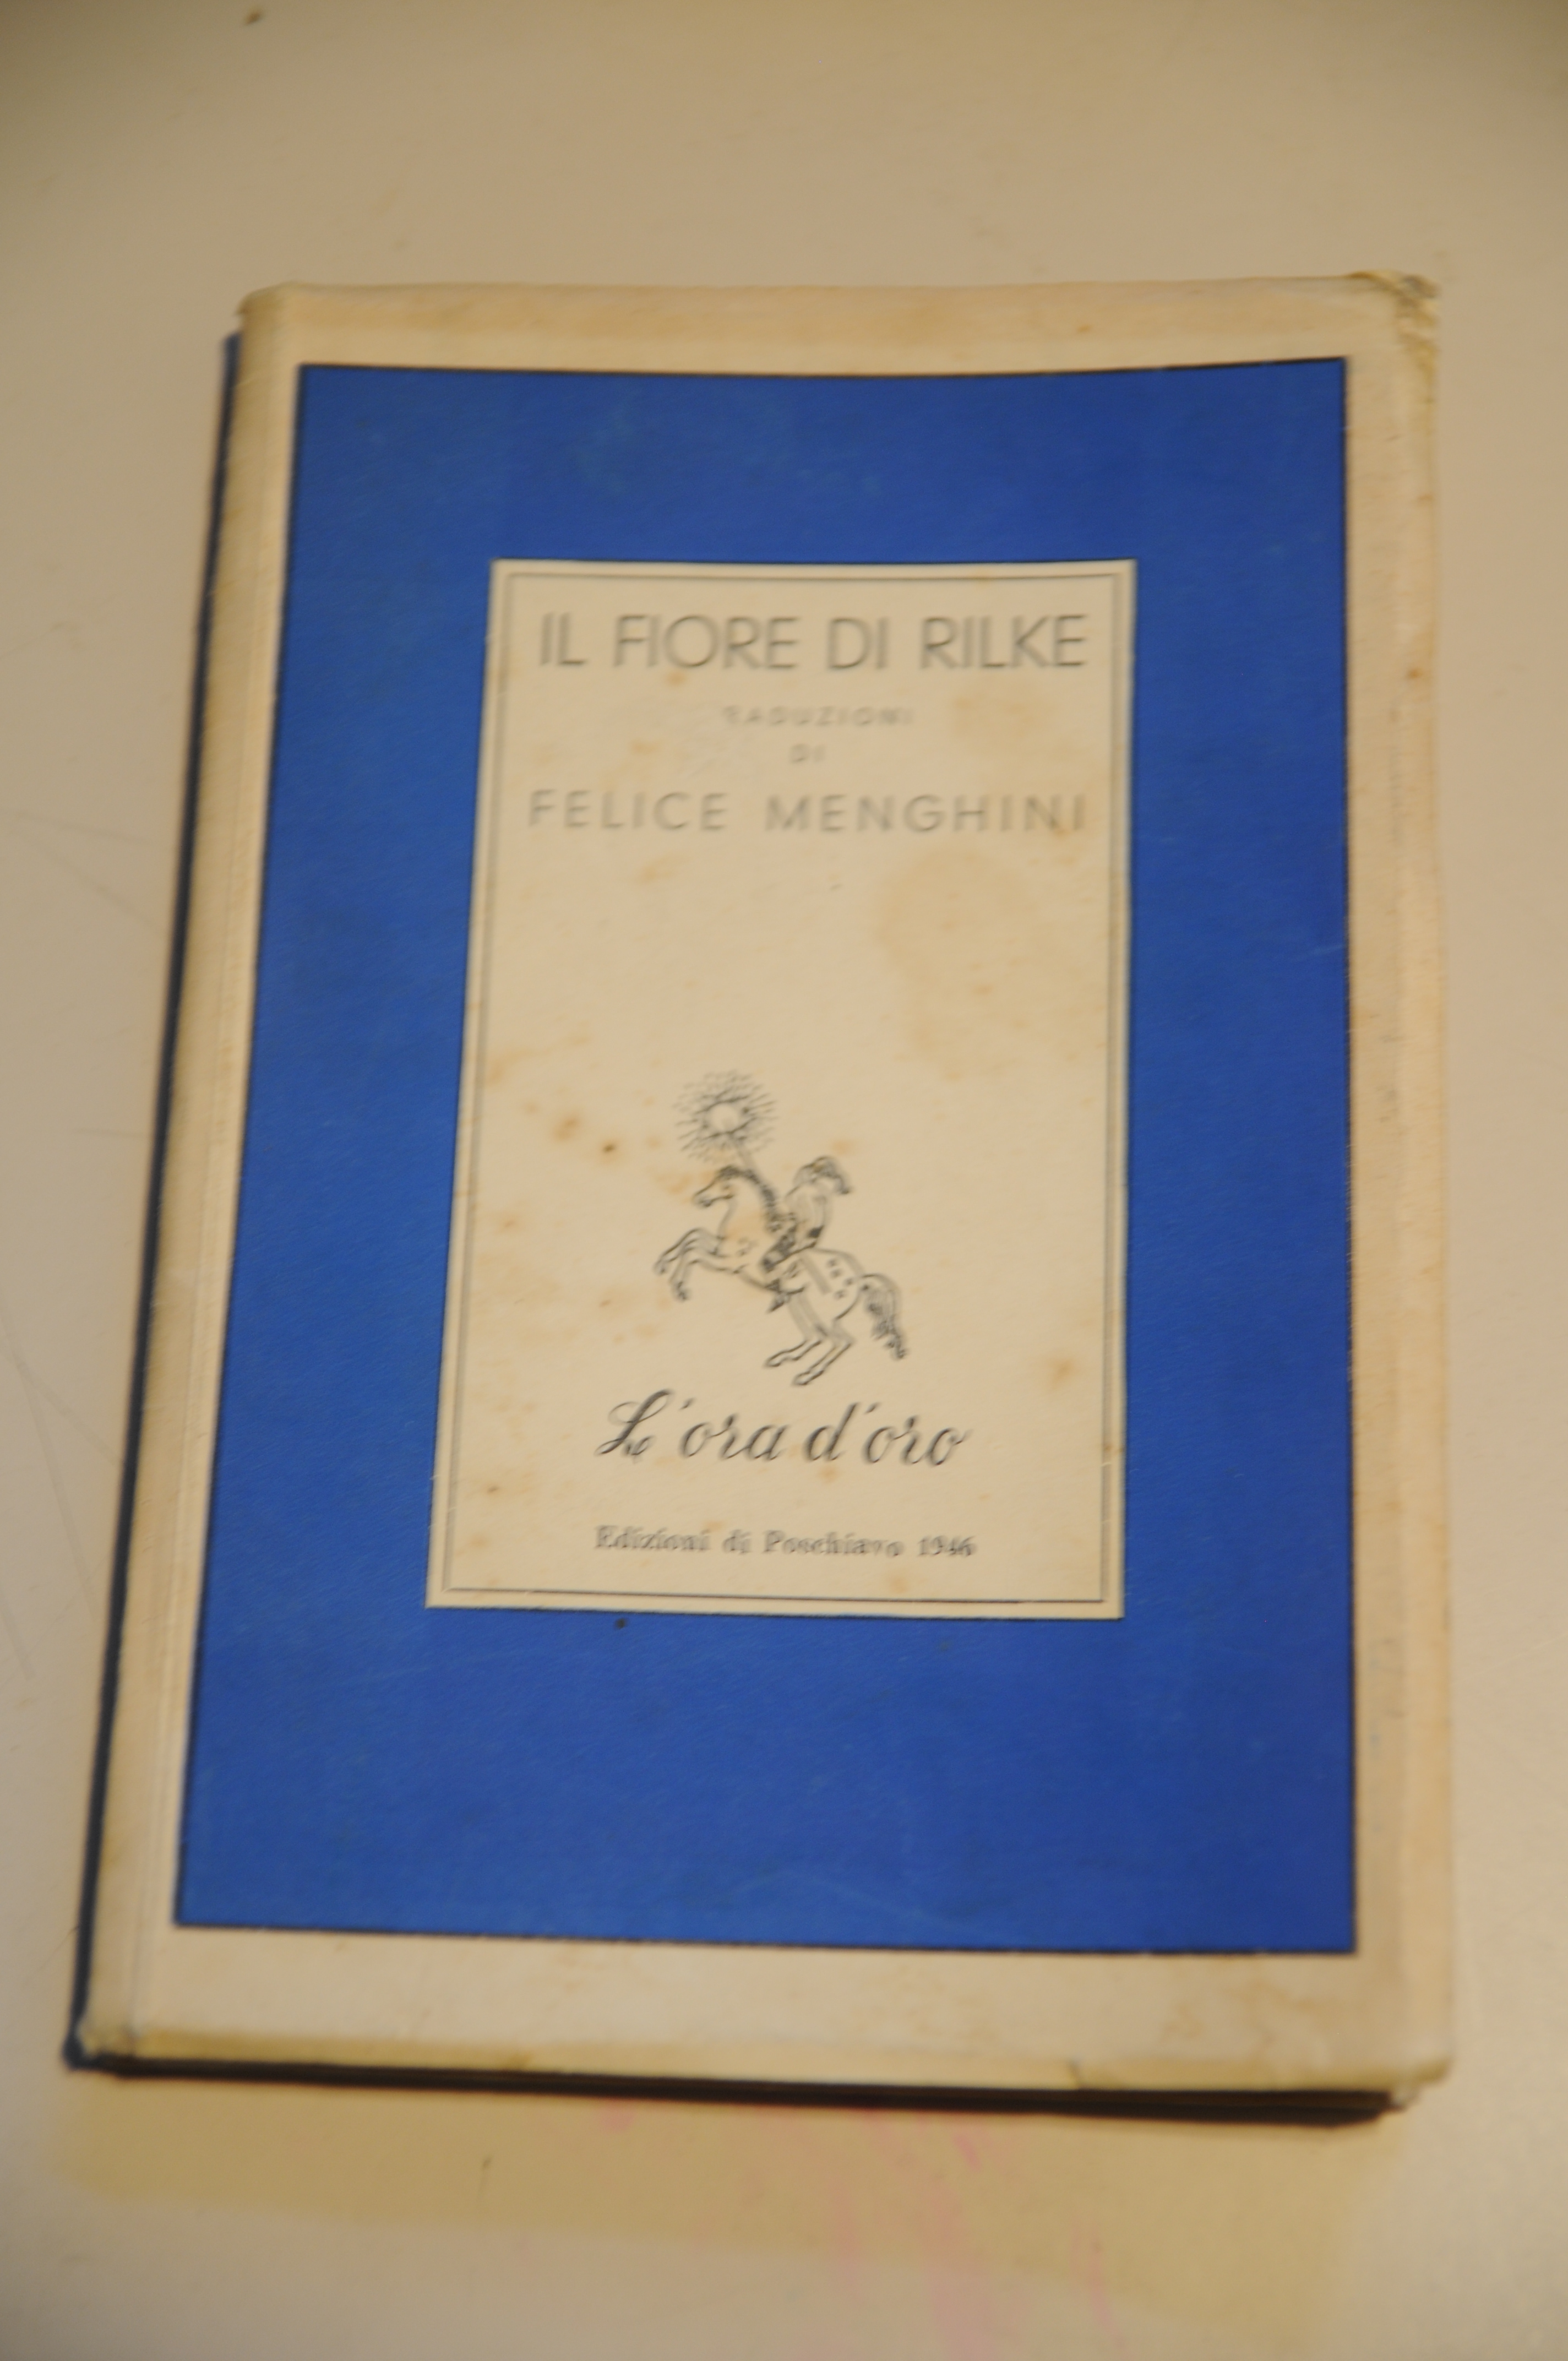 IL FIORE DI RILKE
TRADUZIONI
DI
FELICE MENGHINI
L'ora d'oro
Edizioni di Poschiavo 1946